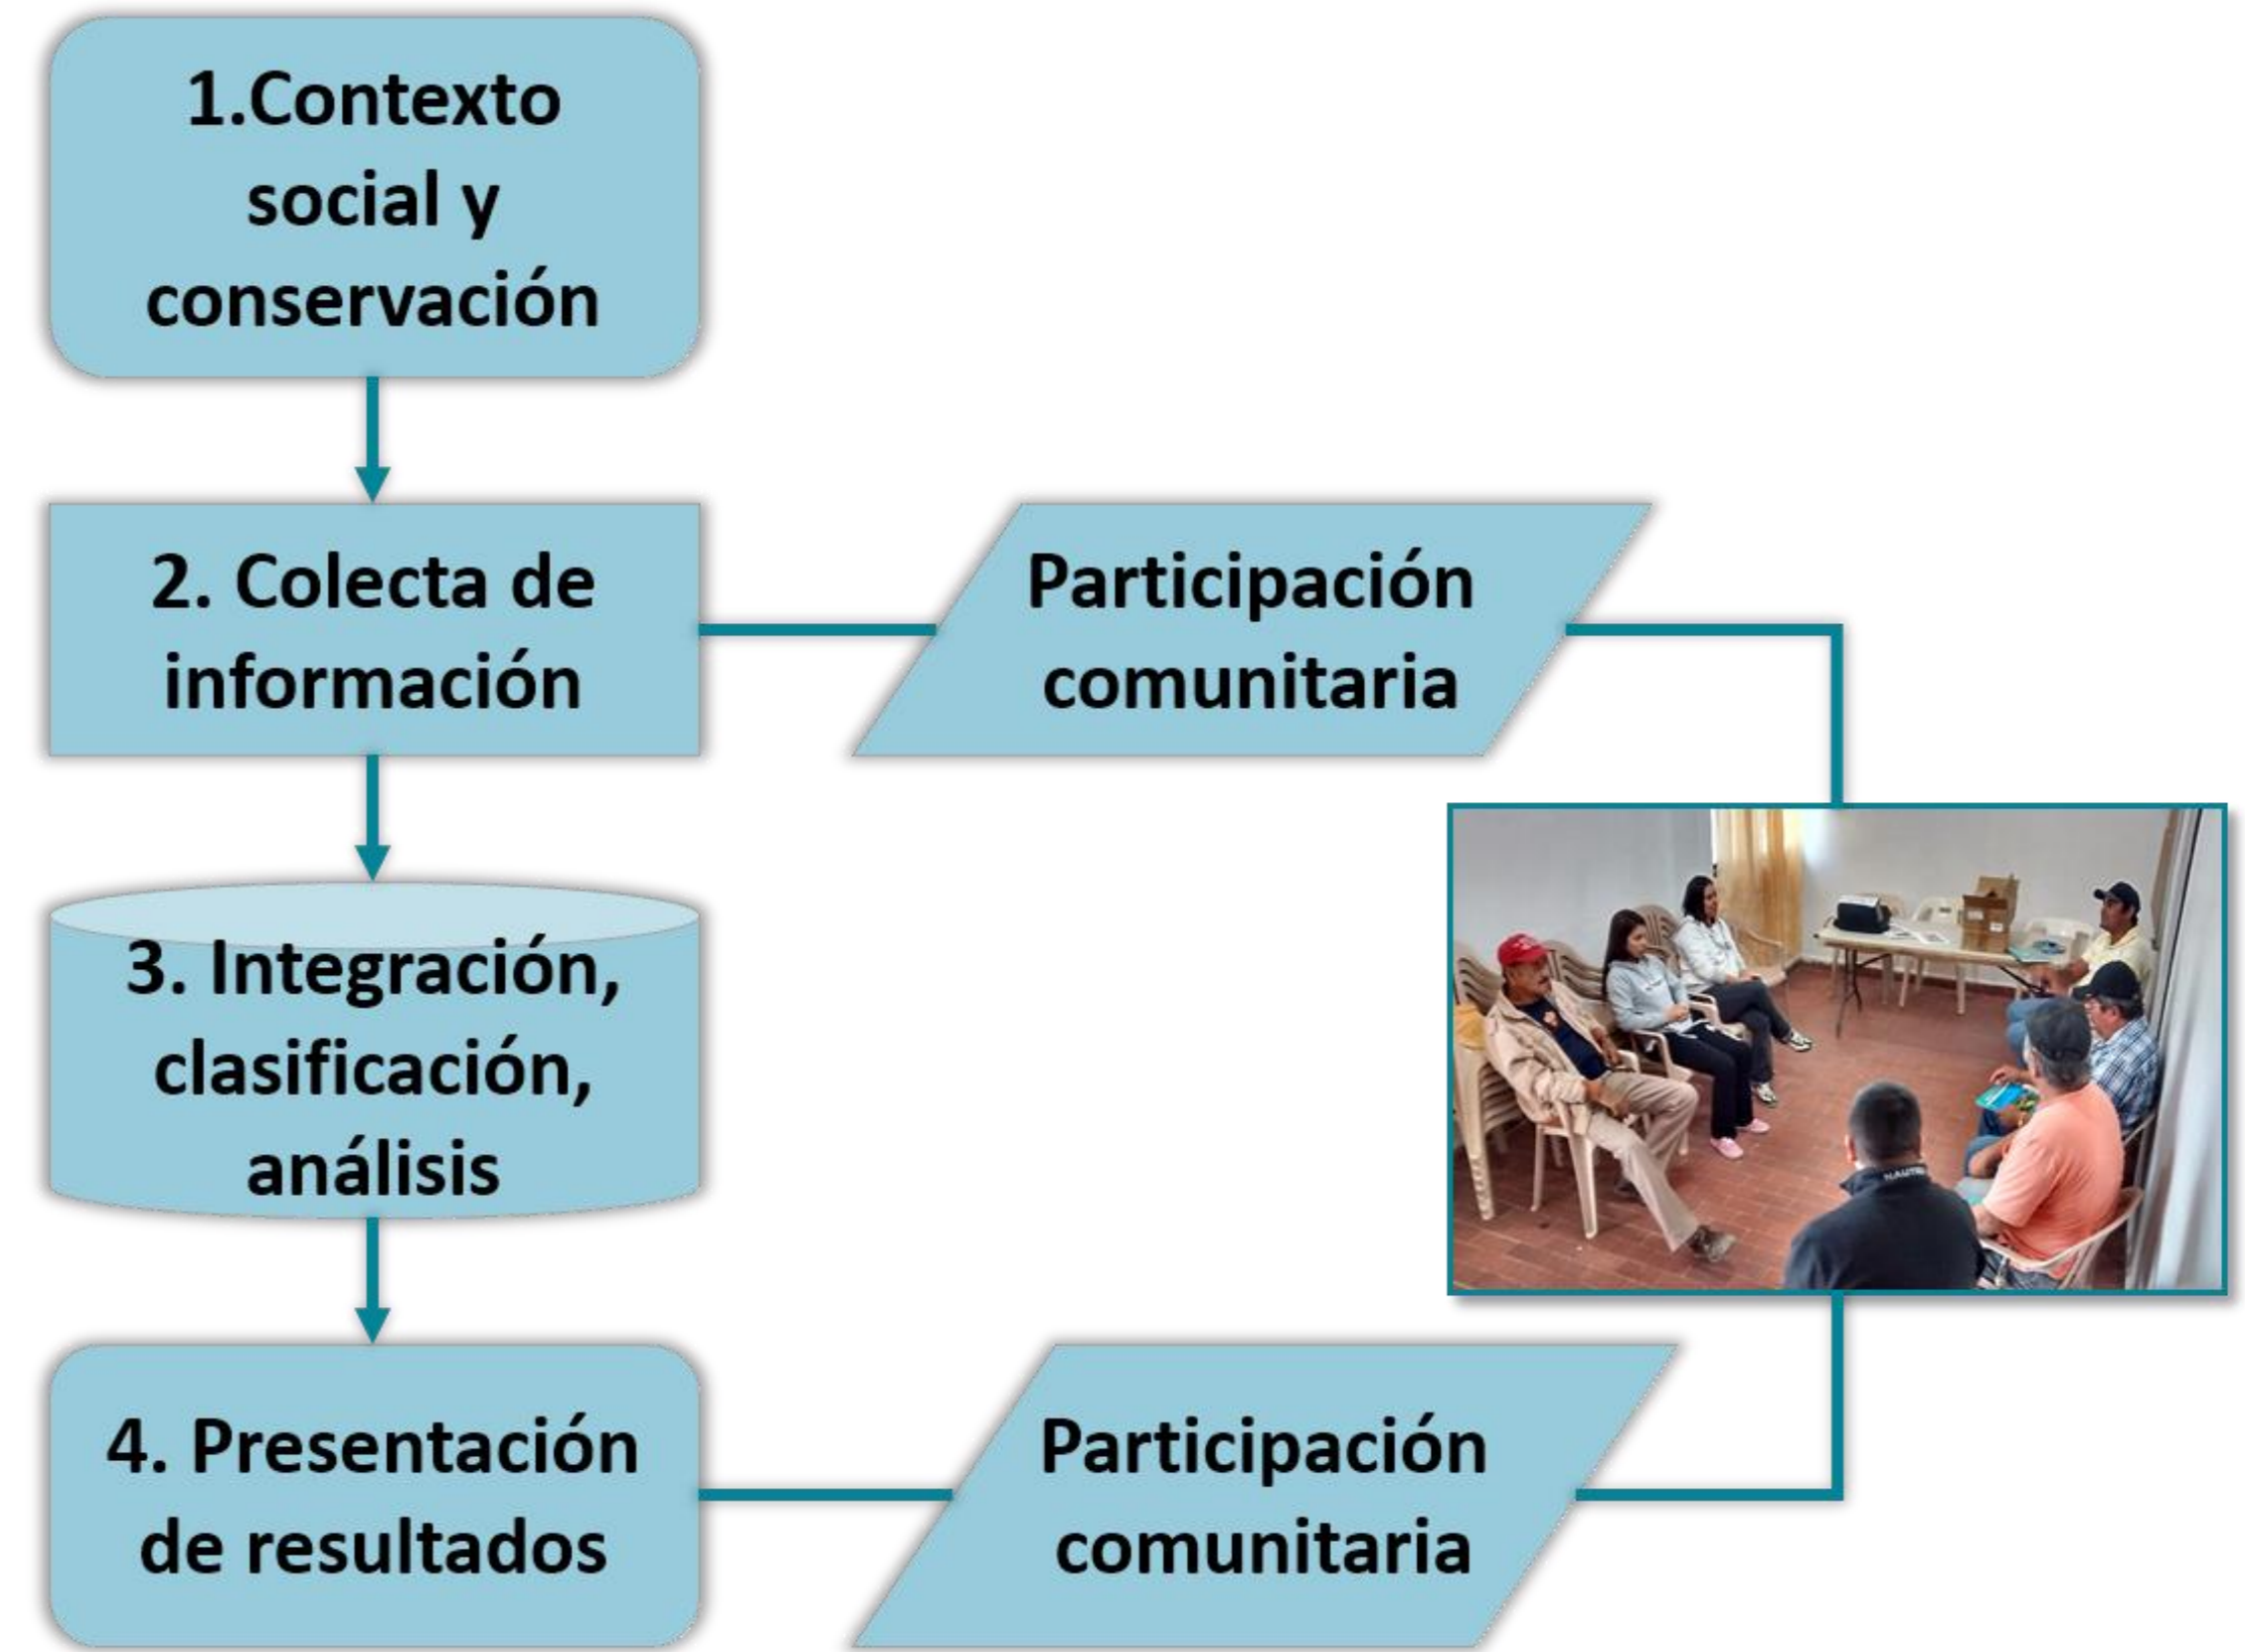 1.Contexto
social y
conservación
2. Colecta de
información
Participación
comunitaria
3. Integración,
clasificación,
análisis
4. Presentación
de resultados
Participación
comunitaria